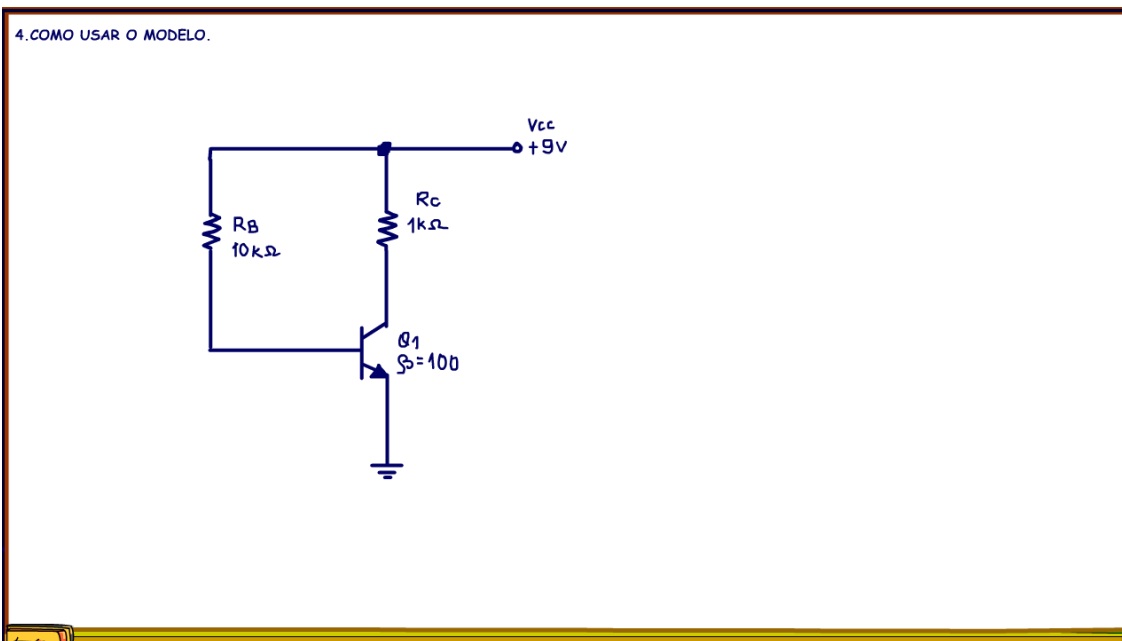 4.COMO USAR O MODELO.
Vcc
+9V
RC
1kΩ
RB
10kΩ
Q1
β=100